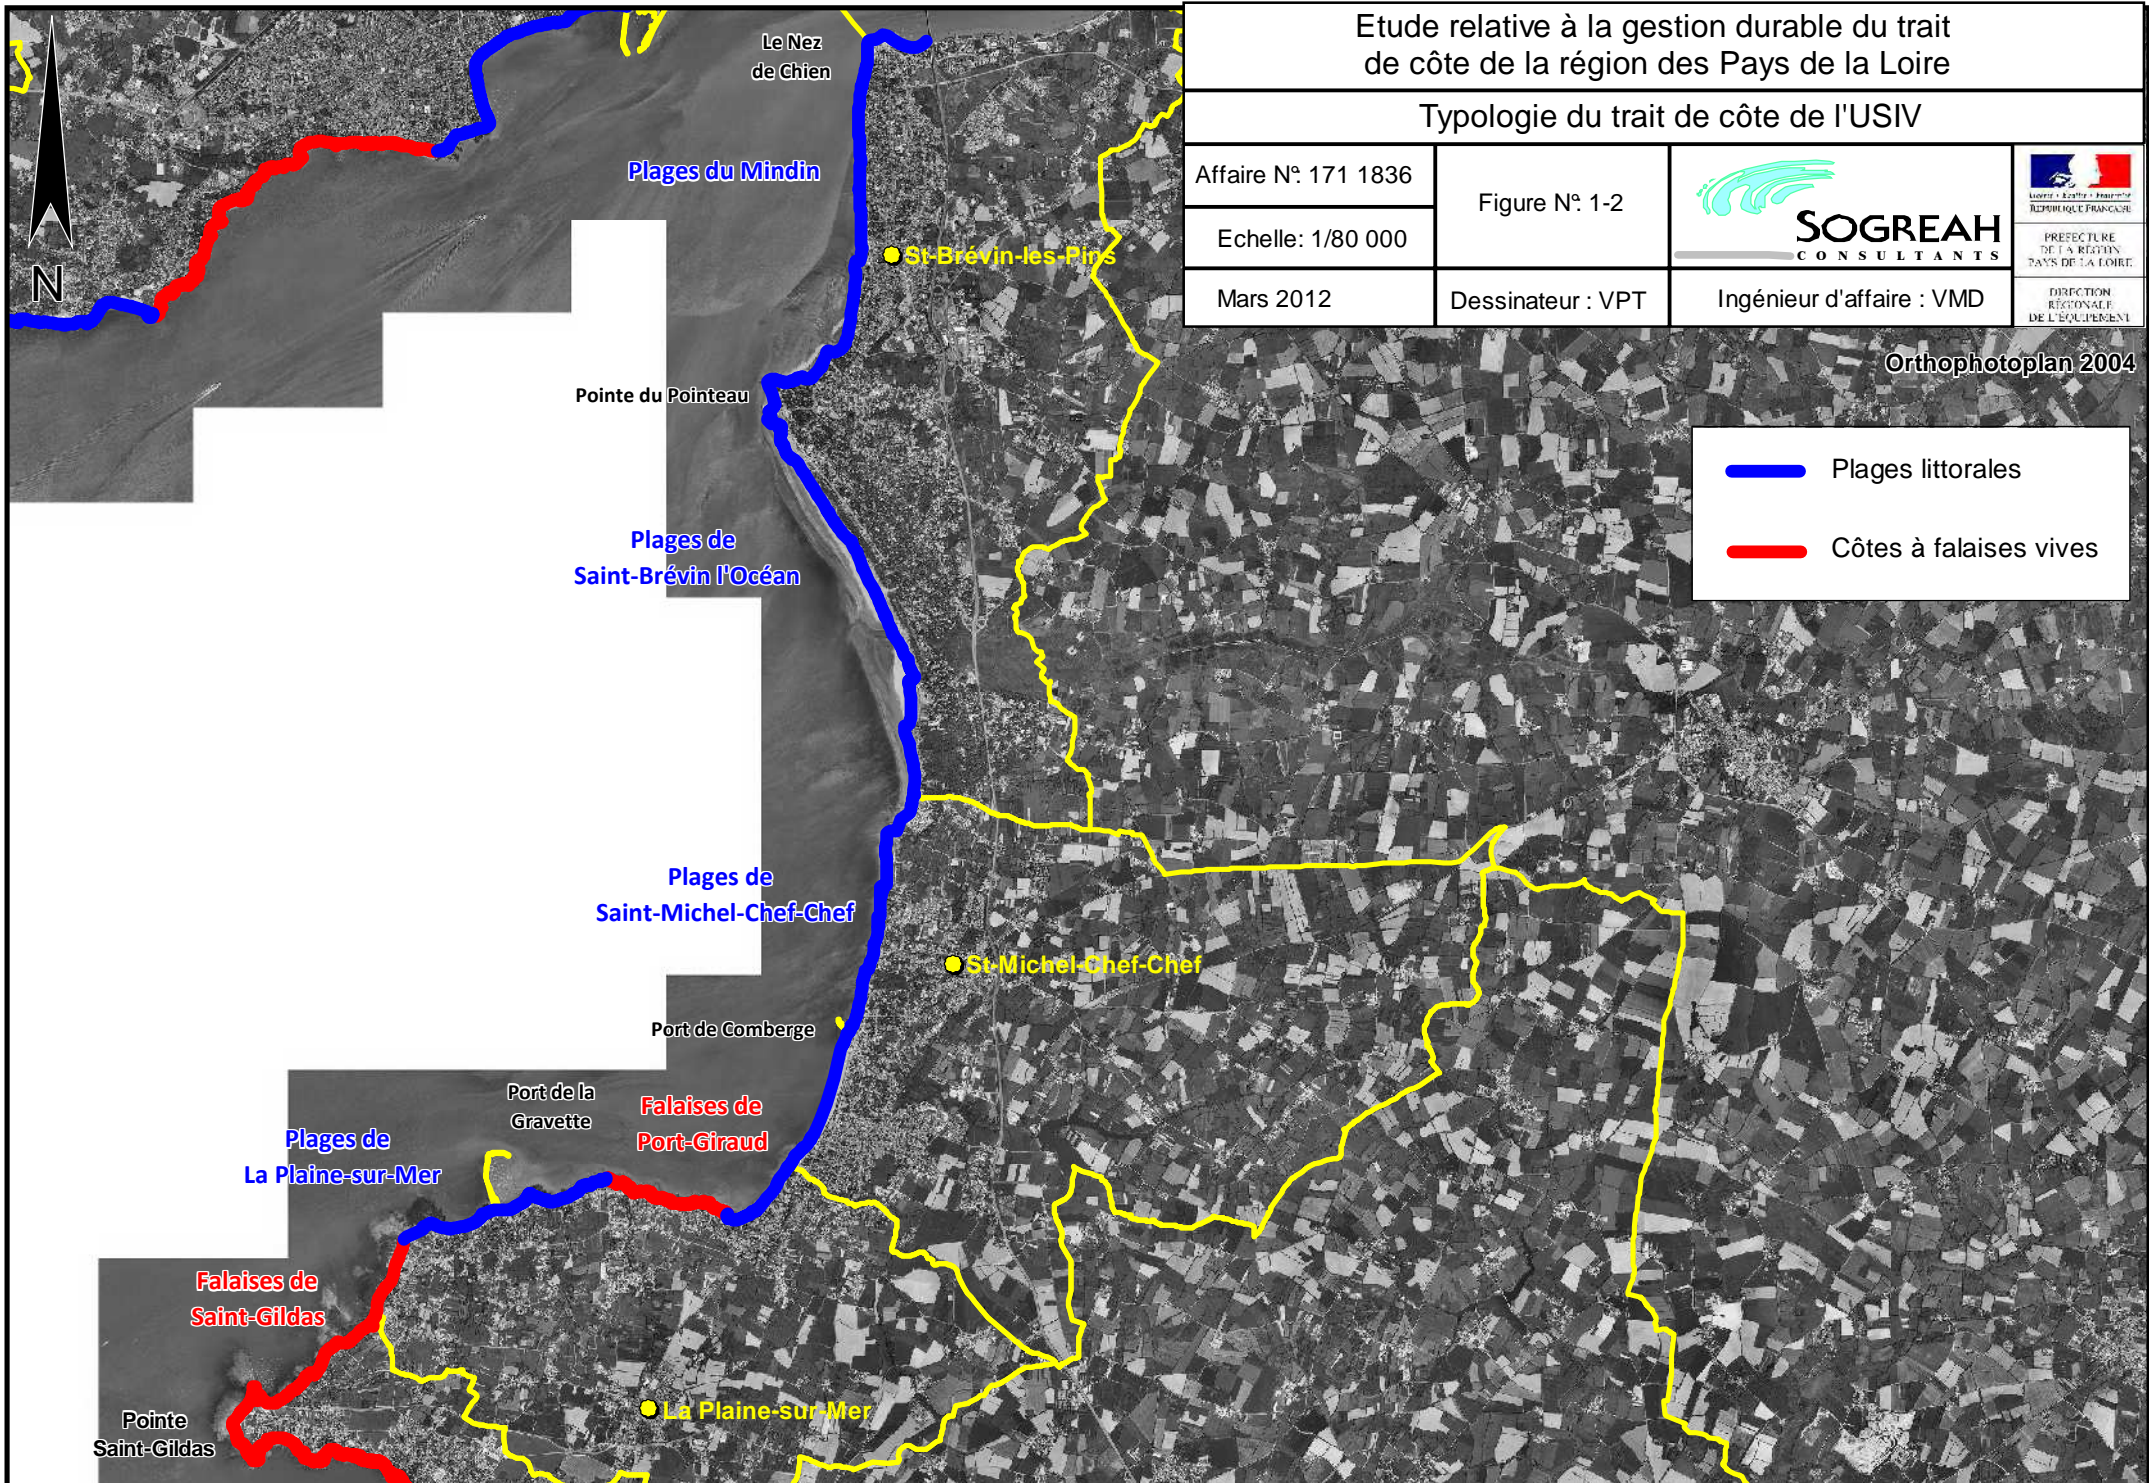 Etude relative à la gestion durable du trait
de côte de la région des Pays de la Loire
Typologie du trait de côte de l'USIV
Affaire N°: 171 1836
Echelle: 1/80 000
Mars 2012
Figure N°: 1-2
Dessinateur : VPT
SOGREAH
CONSULTANTS
Ingénieur d'affaire : VMD
Liberté • Égalité • Fraternité
RÉPUBLIQUE FRANÇAISE
PREFECTURE
DE LA RÉGION
PAYS DE LA LOIRE
DIRECTION
RÉGIONALE
DE L'ÉQUIPEMENT
Orthophotoplan 2004
Plages littorales
Côtes à falaises vives
N
Le Nez
de Chien
Plages du Mindin
St-Brévin-les-Pins
Pointe du Pointeau
Plages de
Saint-Brévin l'Océan
Plages de
Saint-Michel-Chef-Chef
St-Michel-Chef-Chef
Port de Comberge
Port de la
Gravette
Falaises de
Port-Giraud
Plages de
La Plaine-sur-Mer
Falaises de
Saint-Gildas
La Plaine-sur-Mer
Pointe
Saint-Gildas